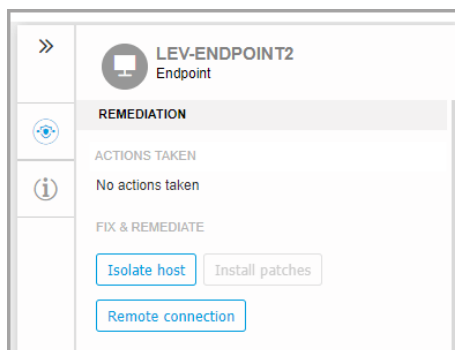 LEV-ENDPOINT2
Endpoint
REMEDIATION
ACTIONS TAKEN
No actions taken
FIX & REMEDIATE
Isolate host Install patches
Remote connection